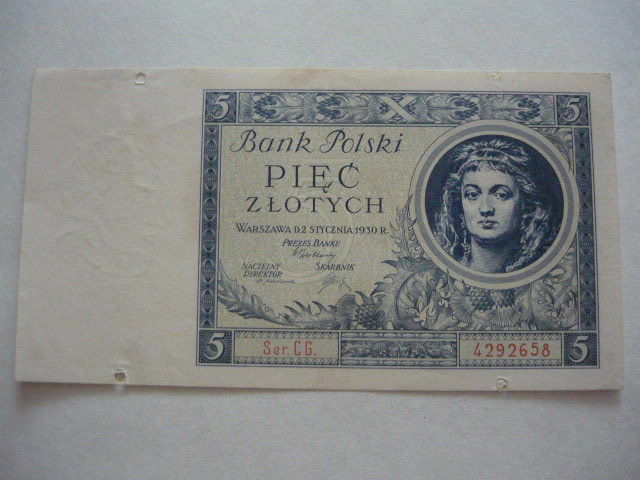 5 5
Bank Polski
PIĘĆ
ZŁOTYCH
WARSZAWA D. 2 STYCZNIA 1930 R.
PREZES BANKU
NACZELNY DYREKTOR
SKARBNIK
5 Ser. CG. 4292658 5